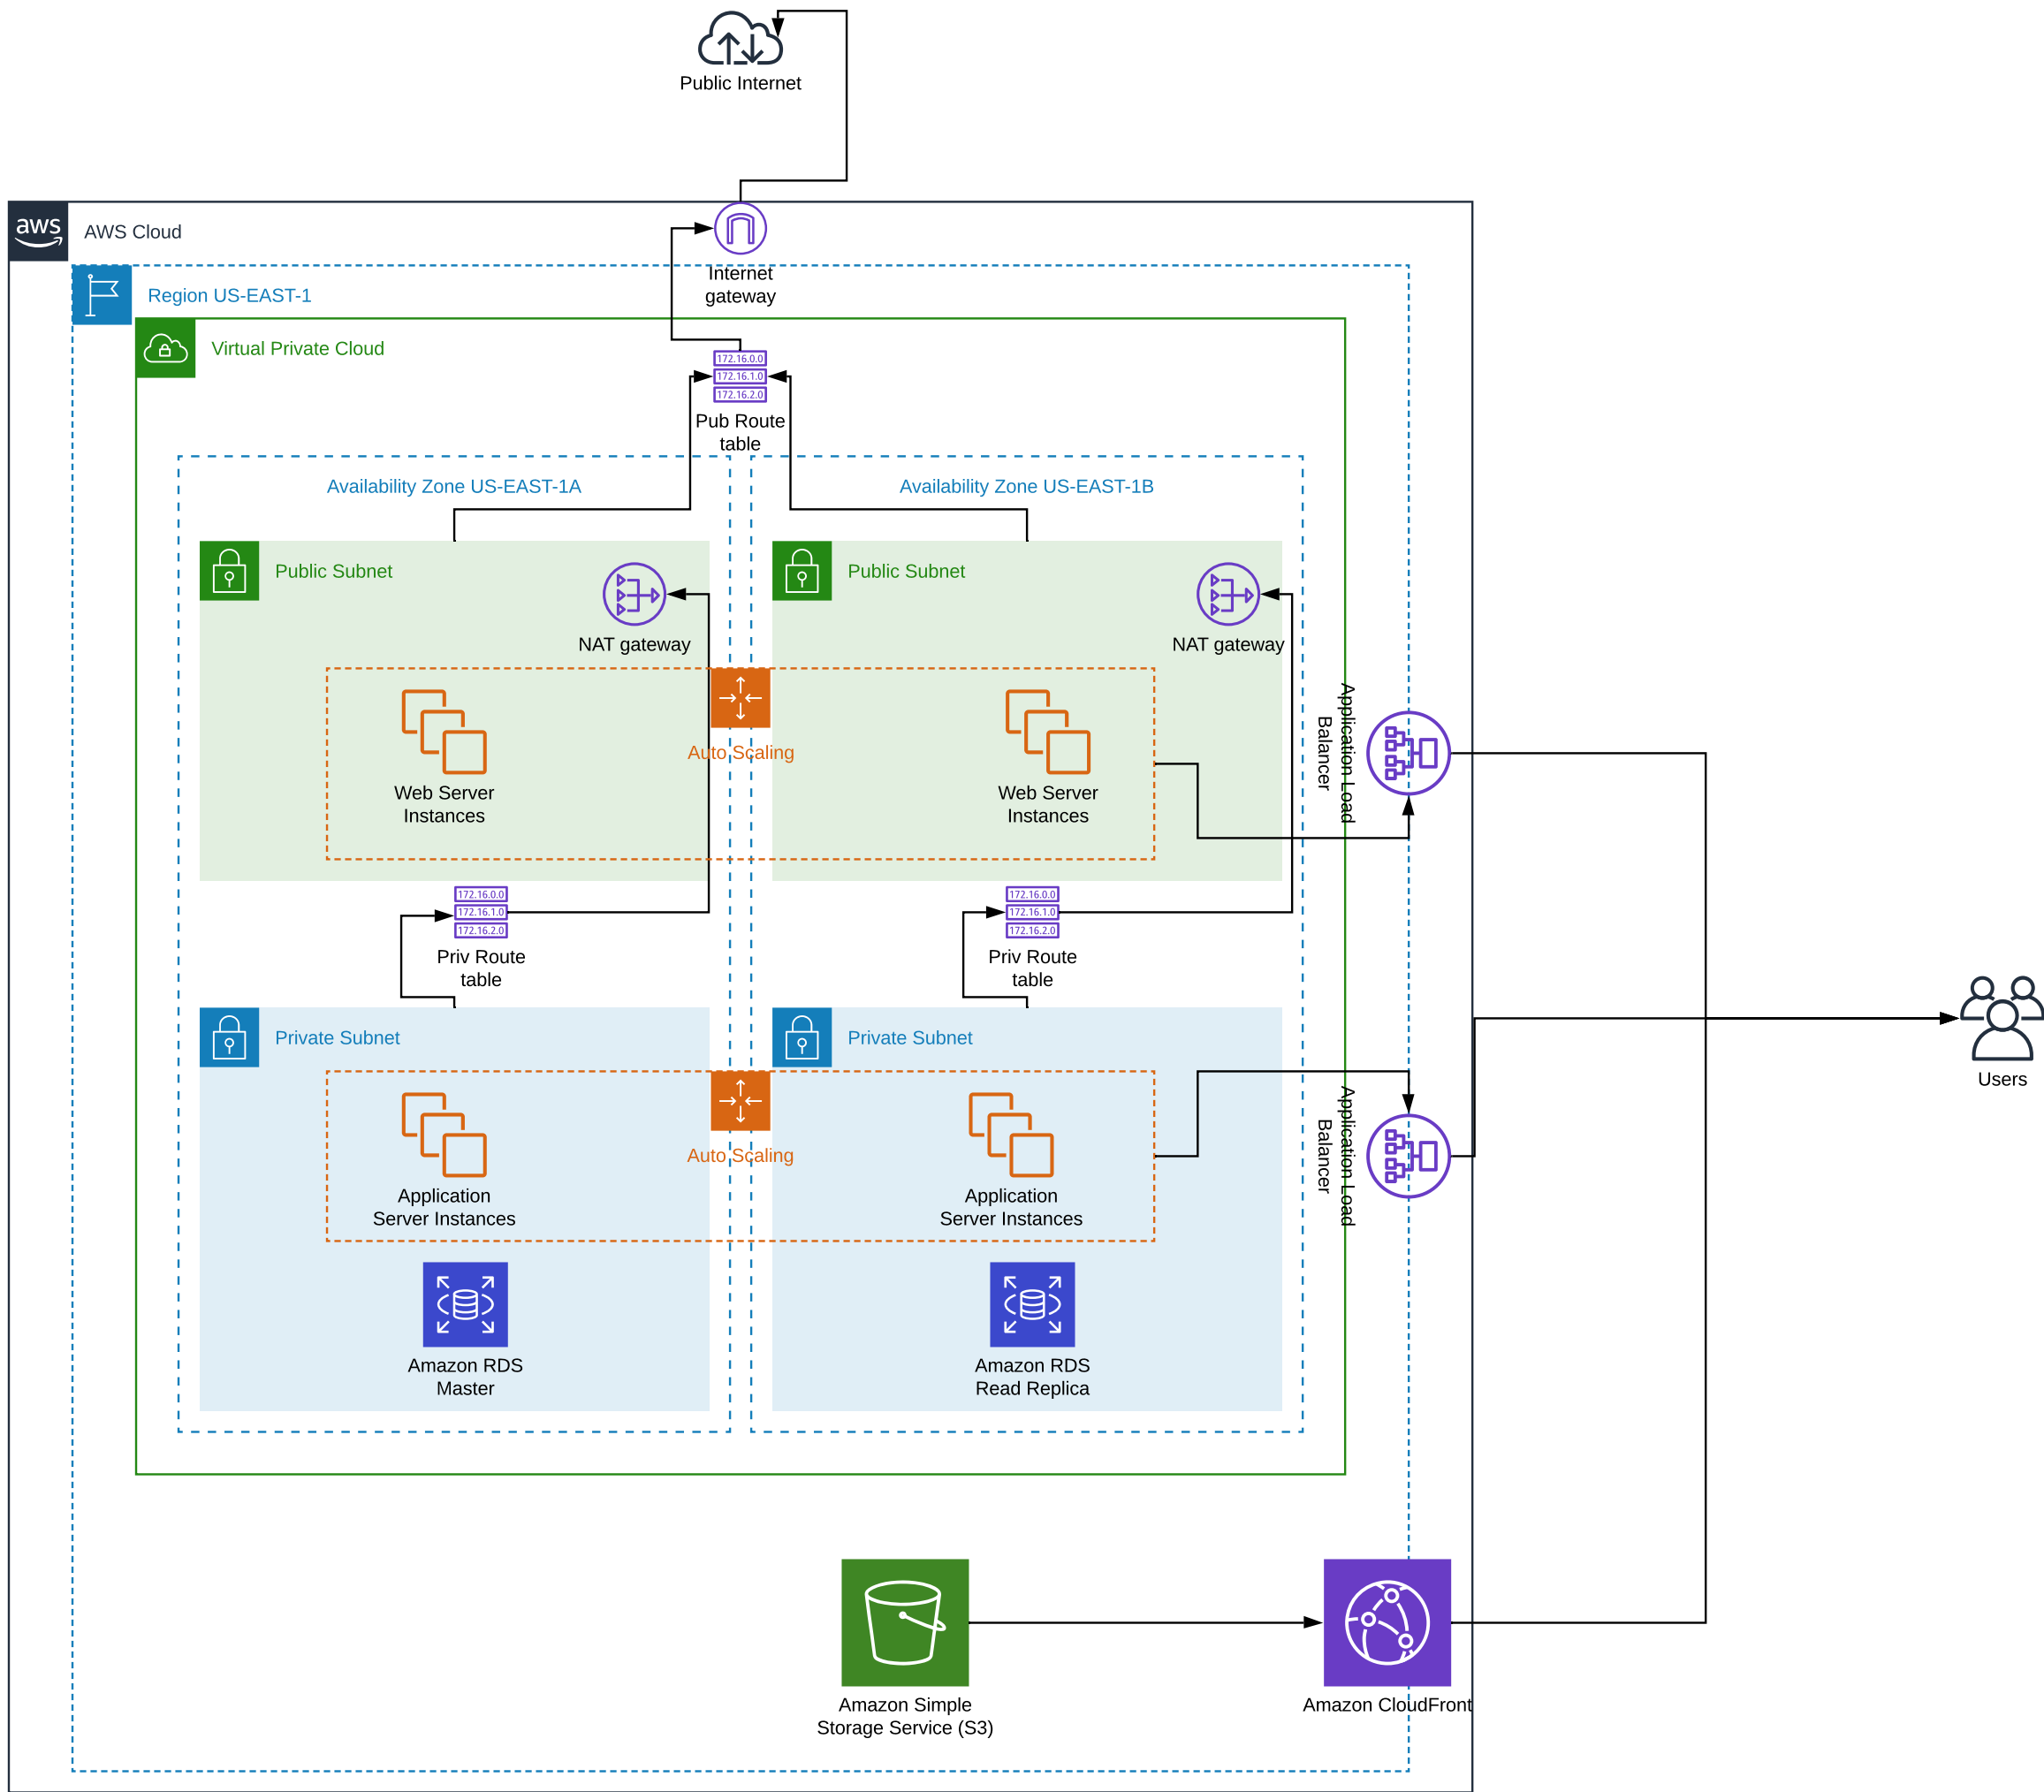 Public Internet
aws
AWS Cloud
Internet
gateway
Region US-EAST-1
Virtual Private Cloud
172.16.0.0
172.16.1.0
172.16.2.0
Pub Route
table
Availability Zone US-EAST-1A
Availability Zone US-EAST-1B
Public Subnet
NAT gateway
Public Subnet
NAT gateway
Auto Scaling
Web Server
Instances
Web Server
Instances
Application Load
Balancer
172.16.0.0
172.16.1.0
172.16.2.0
Priv Route
table
172.16.0.0
172.16.1.0
172.16.2.0
Priv Route
table
Users
Private Subnet
Private Subnet
Auto Scaling
Application
Server Instances
Application
Server Instances
Application Load
Balancer
Amazon RDS
Master
Amazon RDS
Read Replica
Amazon Simple
Storage Service (S3)
Amazon CloudFront